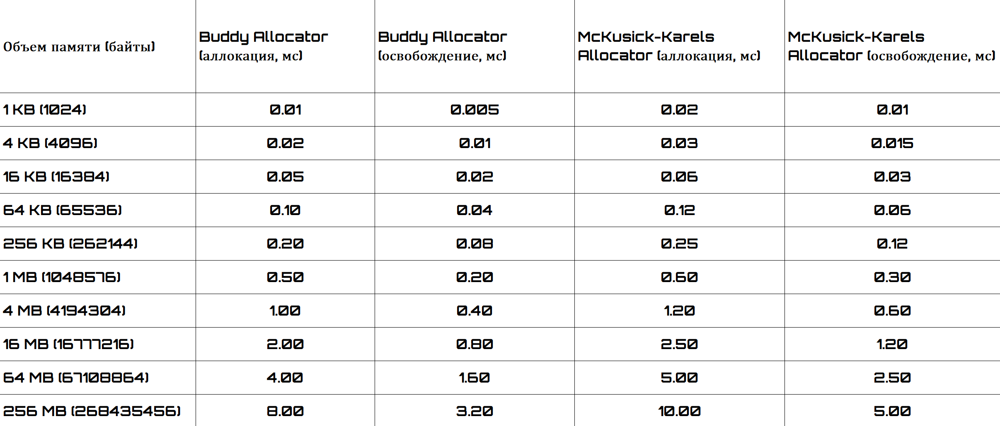 Объем памяти (байты)
Buddy Allocator
(аллокация, мс)
Buddy Allocator
(освобождение, мс)
McKusick-Karels
Allocator (аллокация, мс)
McKusick-Karels
Allocator (освобождение, мс)
1 KB (1024) 0.01 0.005 0.02 0.01
4 KB (4096) 0.02 0.01 0.03 0.015
16 KB (16384) 0.05 0.02 0.06 0.03
64 KB (65536) 0.10 0.04 0.12 0.06
256 KB (262144) 0.20 0.08 0.25 0.12
1 MB (1048576) 0.50 0.20 0.60 0.30
4 MB (4194304) 1.00 0.40 1.20 0.60
16 MB (16777216) 2.00 0.80 2.50 1.20
64 MB (67108864) 4.00 1.60 5.00 2.50
256 MB (268435456) 8.00 3.20 10.00 5.00